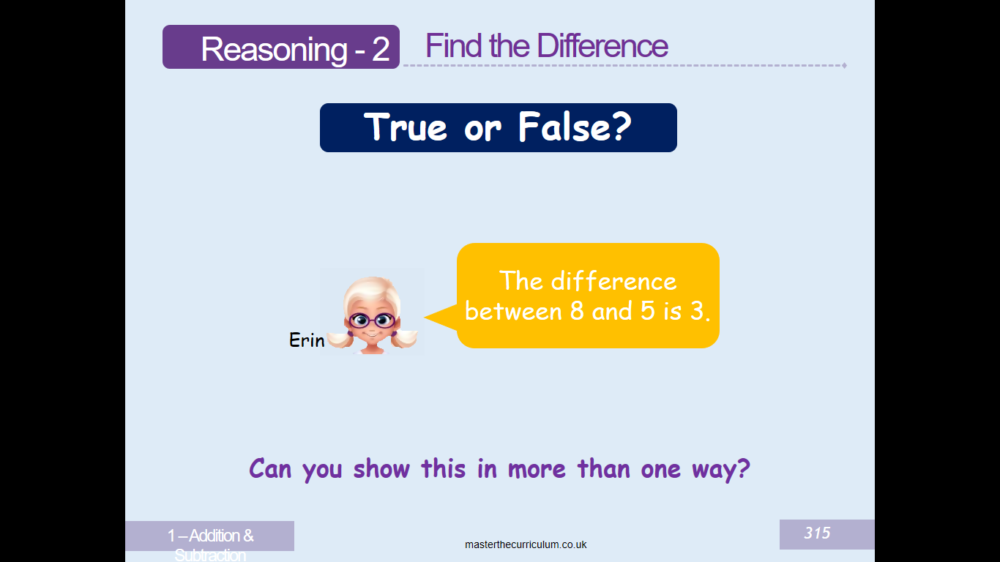 Reasoning - 2
Find the Difference
True or False?
The difference
between 8 and 5 is 3.
Erin
Can you show this in more than one way?
1 – Addition &
Subtraction
masterthecurriculum.co.uk
315